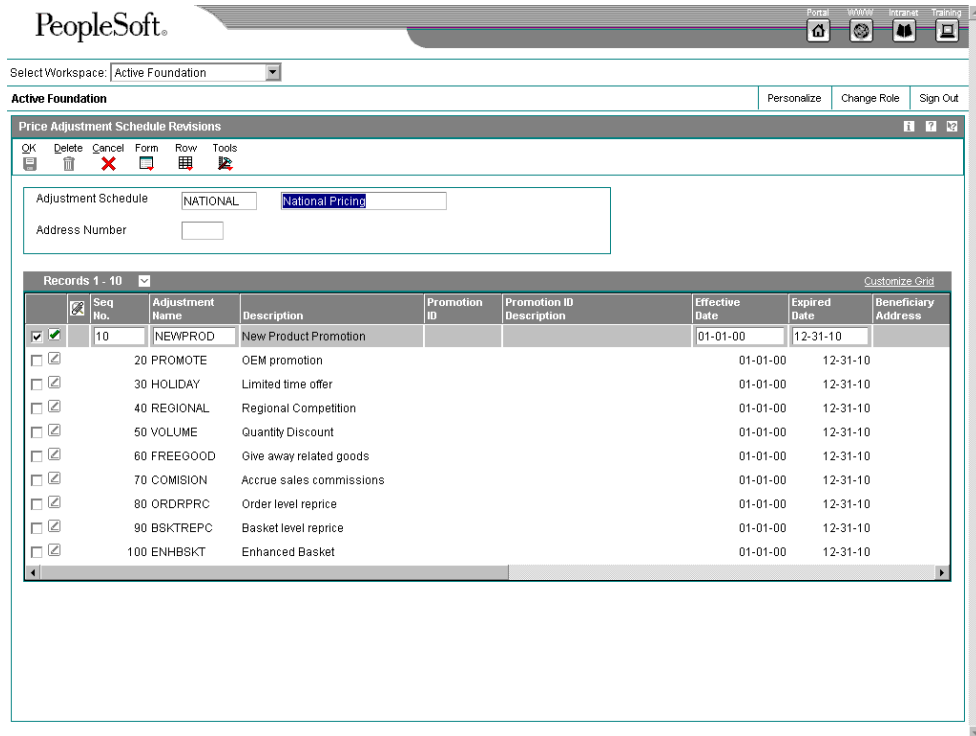 PeopleSoft.
Portal WWW Intranet Training
Select Workspace: Active Foundation
Active Foundation Personalize Change Role Sign Out
Price Adjustment Schedule Revisions i ? ?
OK Delete Cancel Form Row Tools
Adjustment Schedule NATIONAL National Pricing
Address Number
Records 1 - 10 Customize Grid
Seq No. Adjustment Name Description Promotion ID Promotion ID Description Effective Date Expired Date Beneficiary Address
10 NEWPROD New Product Promotion 01-01-00 12-31-10
20 PROMOTE OEM promotion 01-01-00 12-31-10
30 HOLIDAY Limited time offer 01-01-00 12-31-10
40 REGIONAL Regional Competition 01-01-00 12-31-10
50 VOLUME Quantity Discount 01-01-00 12-31-10
60 FREEGOOD Give away related goods 01-01-00 12-31-10
70 COMISION Accrue sales commissions 01-01-00 12-31-10
80 ORDRPRC Order level reprice 01-01-00 12-31-10
90 BSKTREPC Basket level reprice 01-01-00 12-31-10
100 ENHBSKT Enhanced Basket 01-01-00 12-31-10